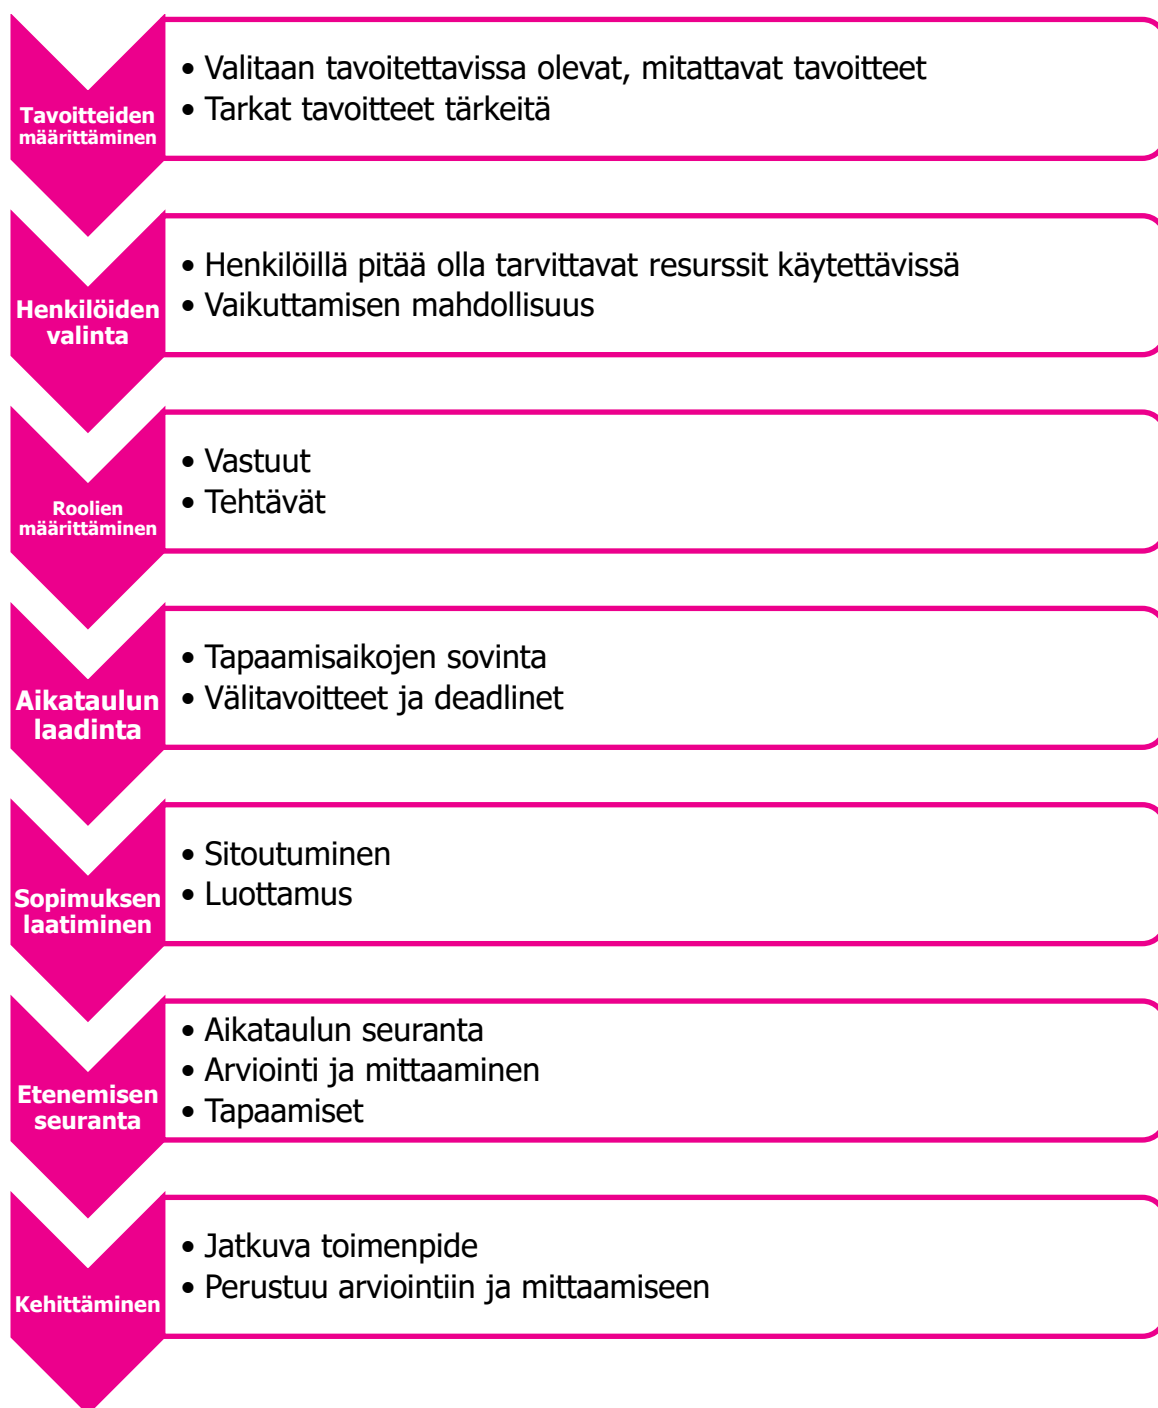 Tavoitteiden
määrittäminen
• Valitaan tavoitettavissa olevat, mitattavat tavoitteet
• Tarkat tavoitteet tärkeitä
Henkilöiden
valinta
• Henkilöillä pitää olla tarvittavat resurssit käytettävissä
• Vaikuttamisen mahdollisuus
Roolien
määrittäminen
• Vastuut
• Tehtävät
Aikataulun
laadinta
• Tapaamisaikojen sovinta
• Välitavoitteet ja deadlinet
Sopimuksen
laatiminen
• Sitoutuminen
• Luottamus
Etenemisen
seuranta
• Aikataulun seuranta
• Arviointi ja mittaaminen
• Tapaamiset
Kehittäminen
• Jatkuva toimenpide
• Perustuu arviointiin ja mittaamiseen